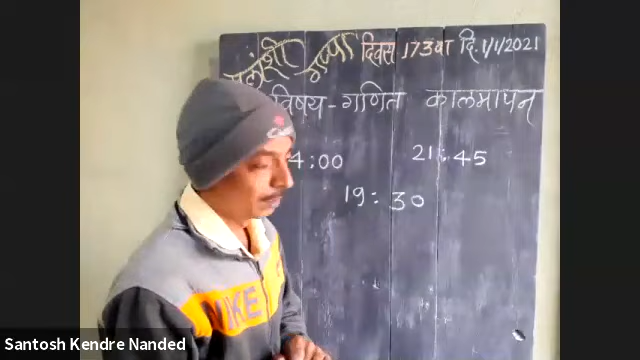 मुलांशी गप्पा दिवस 173 वा दि. 1/1/2021
विषय - गणित कालमापन
4:00 21:45
19:30
NIKE
Santosh Kendre Nanded